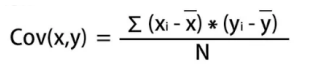 Cov(x,y) = Σ (xᵢ - x̅) * (yᵢ - y̅) / N